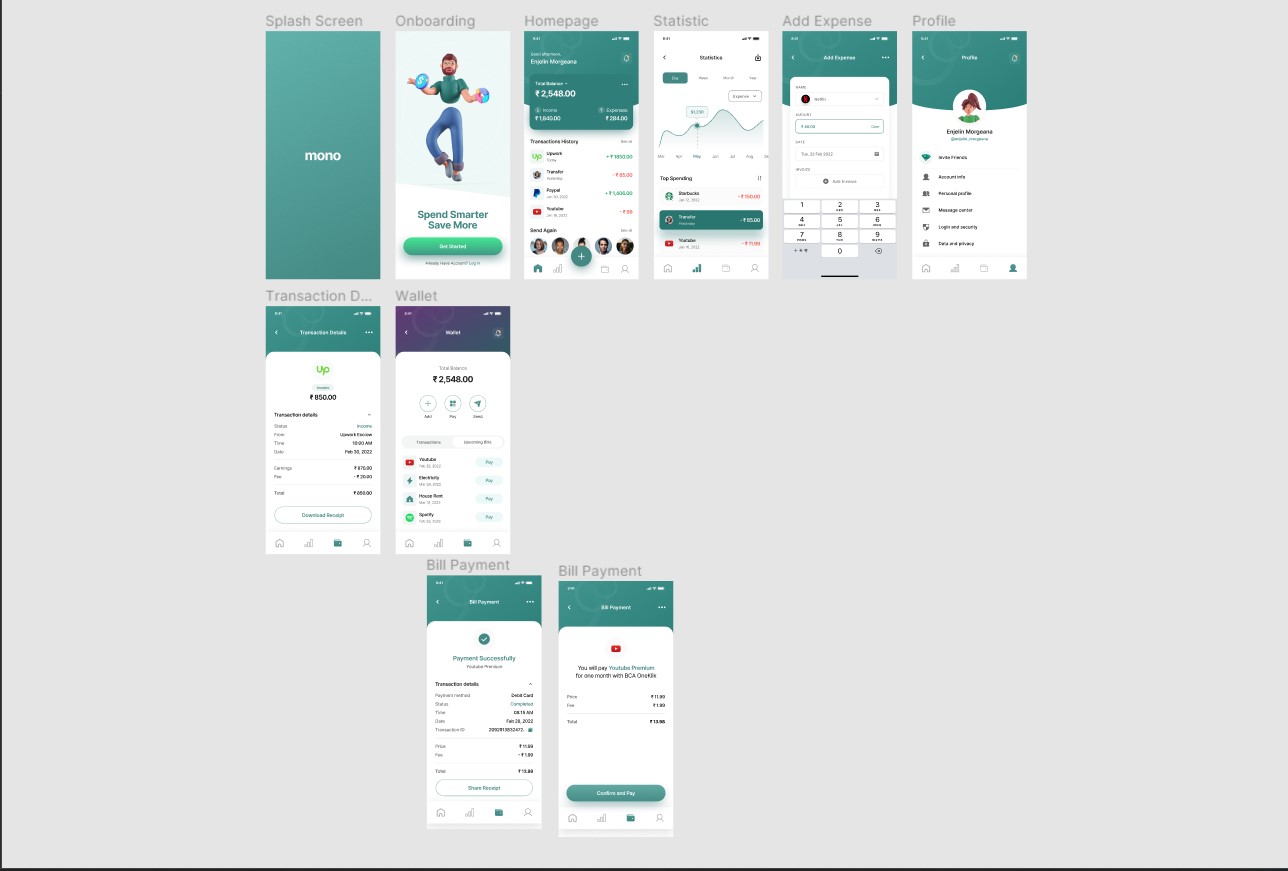 Splash Screen
mono
Onboarding
Spend Smarter
Save More
Get Started
Already Have Account? Log In
Homepage
9:41
Good afternoon,
Enjelin Morgeana
Total Balance
₹ 2,548.00
Income
Expenses
₹ 1,840.00
₹ 284.00
Transactions History
See all
Upwork
Today
+ ₹ 1850.00
Transfer
Yesterday
- ₹ 85.00
Paypal
Jan 30, 2022
+ ₹ 1,406.00
Youtube
Jan 16, 2022
Send Again
See all
Statistic
9:41
Statistics
Day
Week
Month
Year
Expense
$1,230
Mar
Apr
May
Jun
Jul
Aug
Top Spending
Starbucks
Jan 12, 2022
- ₹ 150.00
Transfer
Yesterday
- ₹ 85.00
Youtube
Jan 16, 2022
- ₹ 11.99
Add Expense
9:41
Add Expense
NAME
Netflix
AMOUNT
₹ 48.00
Clear
DATE
Tue, 22 Feb 2022
INVOICE
Add Invoice
1
2
ABC
3
DEF
4
GHI
5
JKL
6
MNO
7
PQRS
8
TUV
9
WXYZ
+ * #
0
Profile
9:41
Profile
Enjelin Morgeana
@enjelin_morgeana
Invite Friends
Account info
Personal profile
Message center
Login and security
Data and privacy
Transaction D...
9:41
Transaction Details
Up
Income
₹ 850.00
Transaction details
Status
Income
From
Upwork Escrow
Time
10:00 AM
Date
Feb 30, 2022
Earnings
₹ 870.00
Fee
- ₹ 20.00
Total
₹ 850.00
Download Receipt
Wallet
9:41
Wallet
Total Balance
₹ 2,548.00
Add
Pay
Send
Transactions
Upcoming Bills
Youtube
Feb 28, 2022
Pay
Electricity
Mar 28, 2022
Pay
House Rent
Mar 31, 2022
Pay
Spotify
Feb 28, 2022
Pay
Bill Payment
9:41
Bill Payment
Payment Successfully
Youtube Premium
Transaction details
Payment method
Debit Card
Status
Completed
Time
08:15 AM
Date
Feb 28, 2022
Transaction ID
2092913832472..
Price
₹ 11.99
Fee
- ₹ 1.99
Total
₹ 13.98
Share Receipt
Bill Payment
Bill Payment
You will pay Youtube Premium
for one month with BCA OneKlik
Price
₹ 11.99
Fee
₹ 1.99
Total
₹ 13.98
Confirm and Pay